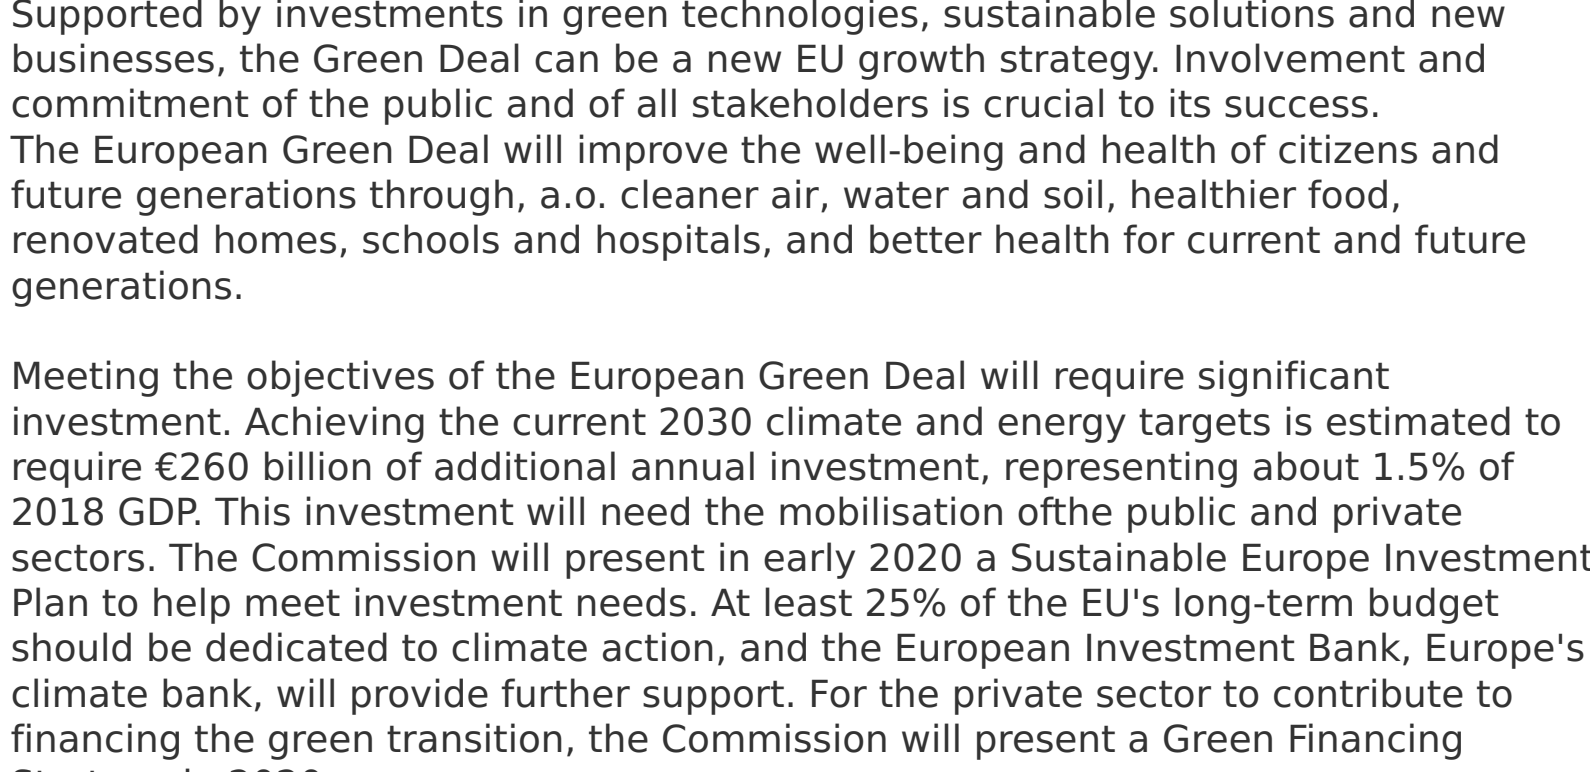 Supported by investments in green technologies, sustainable solutions and new
businesses, the Green Deal can be a new EU growth strategy. Involvement and
commitment of the public and of all stakeholders is crucial to its success.
The European Green Deal will improve the well-being and health of citizens and
future generations through, a.o. cleaner air, water and soil, healthier food,
renovated homes, schools and hospitals, and better health for current and future
generations.

Meeting the objectives of the European Green Deal will require significant
investment. Achieving the current 2030 climate and energy targets is estimated to
require €260 billion of additional annual investment, representing about 1.5% of
2018 GDP. This investment will need the mobilisation ofthe public and private
sectors. The Commission will present in early 2020 a Sustainable Europe Investment
Plan to help meet investment needs. At least 25% of the EU's long-term budget
should be dedicated to climate action, and the European Investment Bank, Europe's
climate bank, will provide further support. For the private sector to contribute to
financing the green transition, the Commission will present a Green Financing